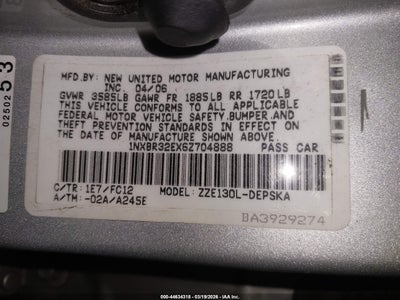 MFD.BY: NEW UNITED MOTOR MANUFACTURING
INC. 04/06
GVWR 3585LB GAWR FR 1885LB RR 1720LB
THIS VEHICLE CONFORMS TO ALL APPLICABLE
FEDERAL MOTOR VEHICLE SAFETY,BUMPER,AND
THEFT PREVENTION STANDARDS IN EFFECT ON
THE DATE OF MANUFACTURE SHOWN ABOVE.
1NXBR32EX6Z704888 PASS CAR
C/TR: 1E7/FC12 MODEL: ZZE130L-DEPSKA
A/TM: -02A/A245E
BA3929274
0250253
Stock #: 44634318 - 03/19/2026 - IAA Inc.